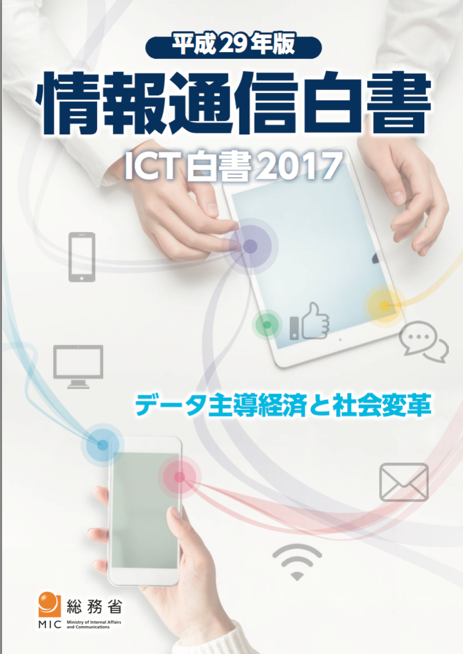 平成29年版
情報通信白書
ICT白書2017
データ主導経済と社会変革
総務省
MIC Ministry of Internal Affairs
and Communications